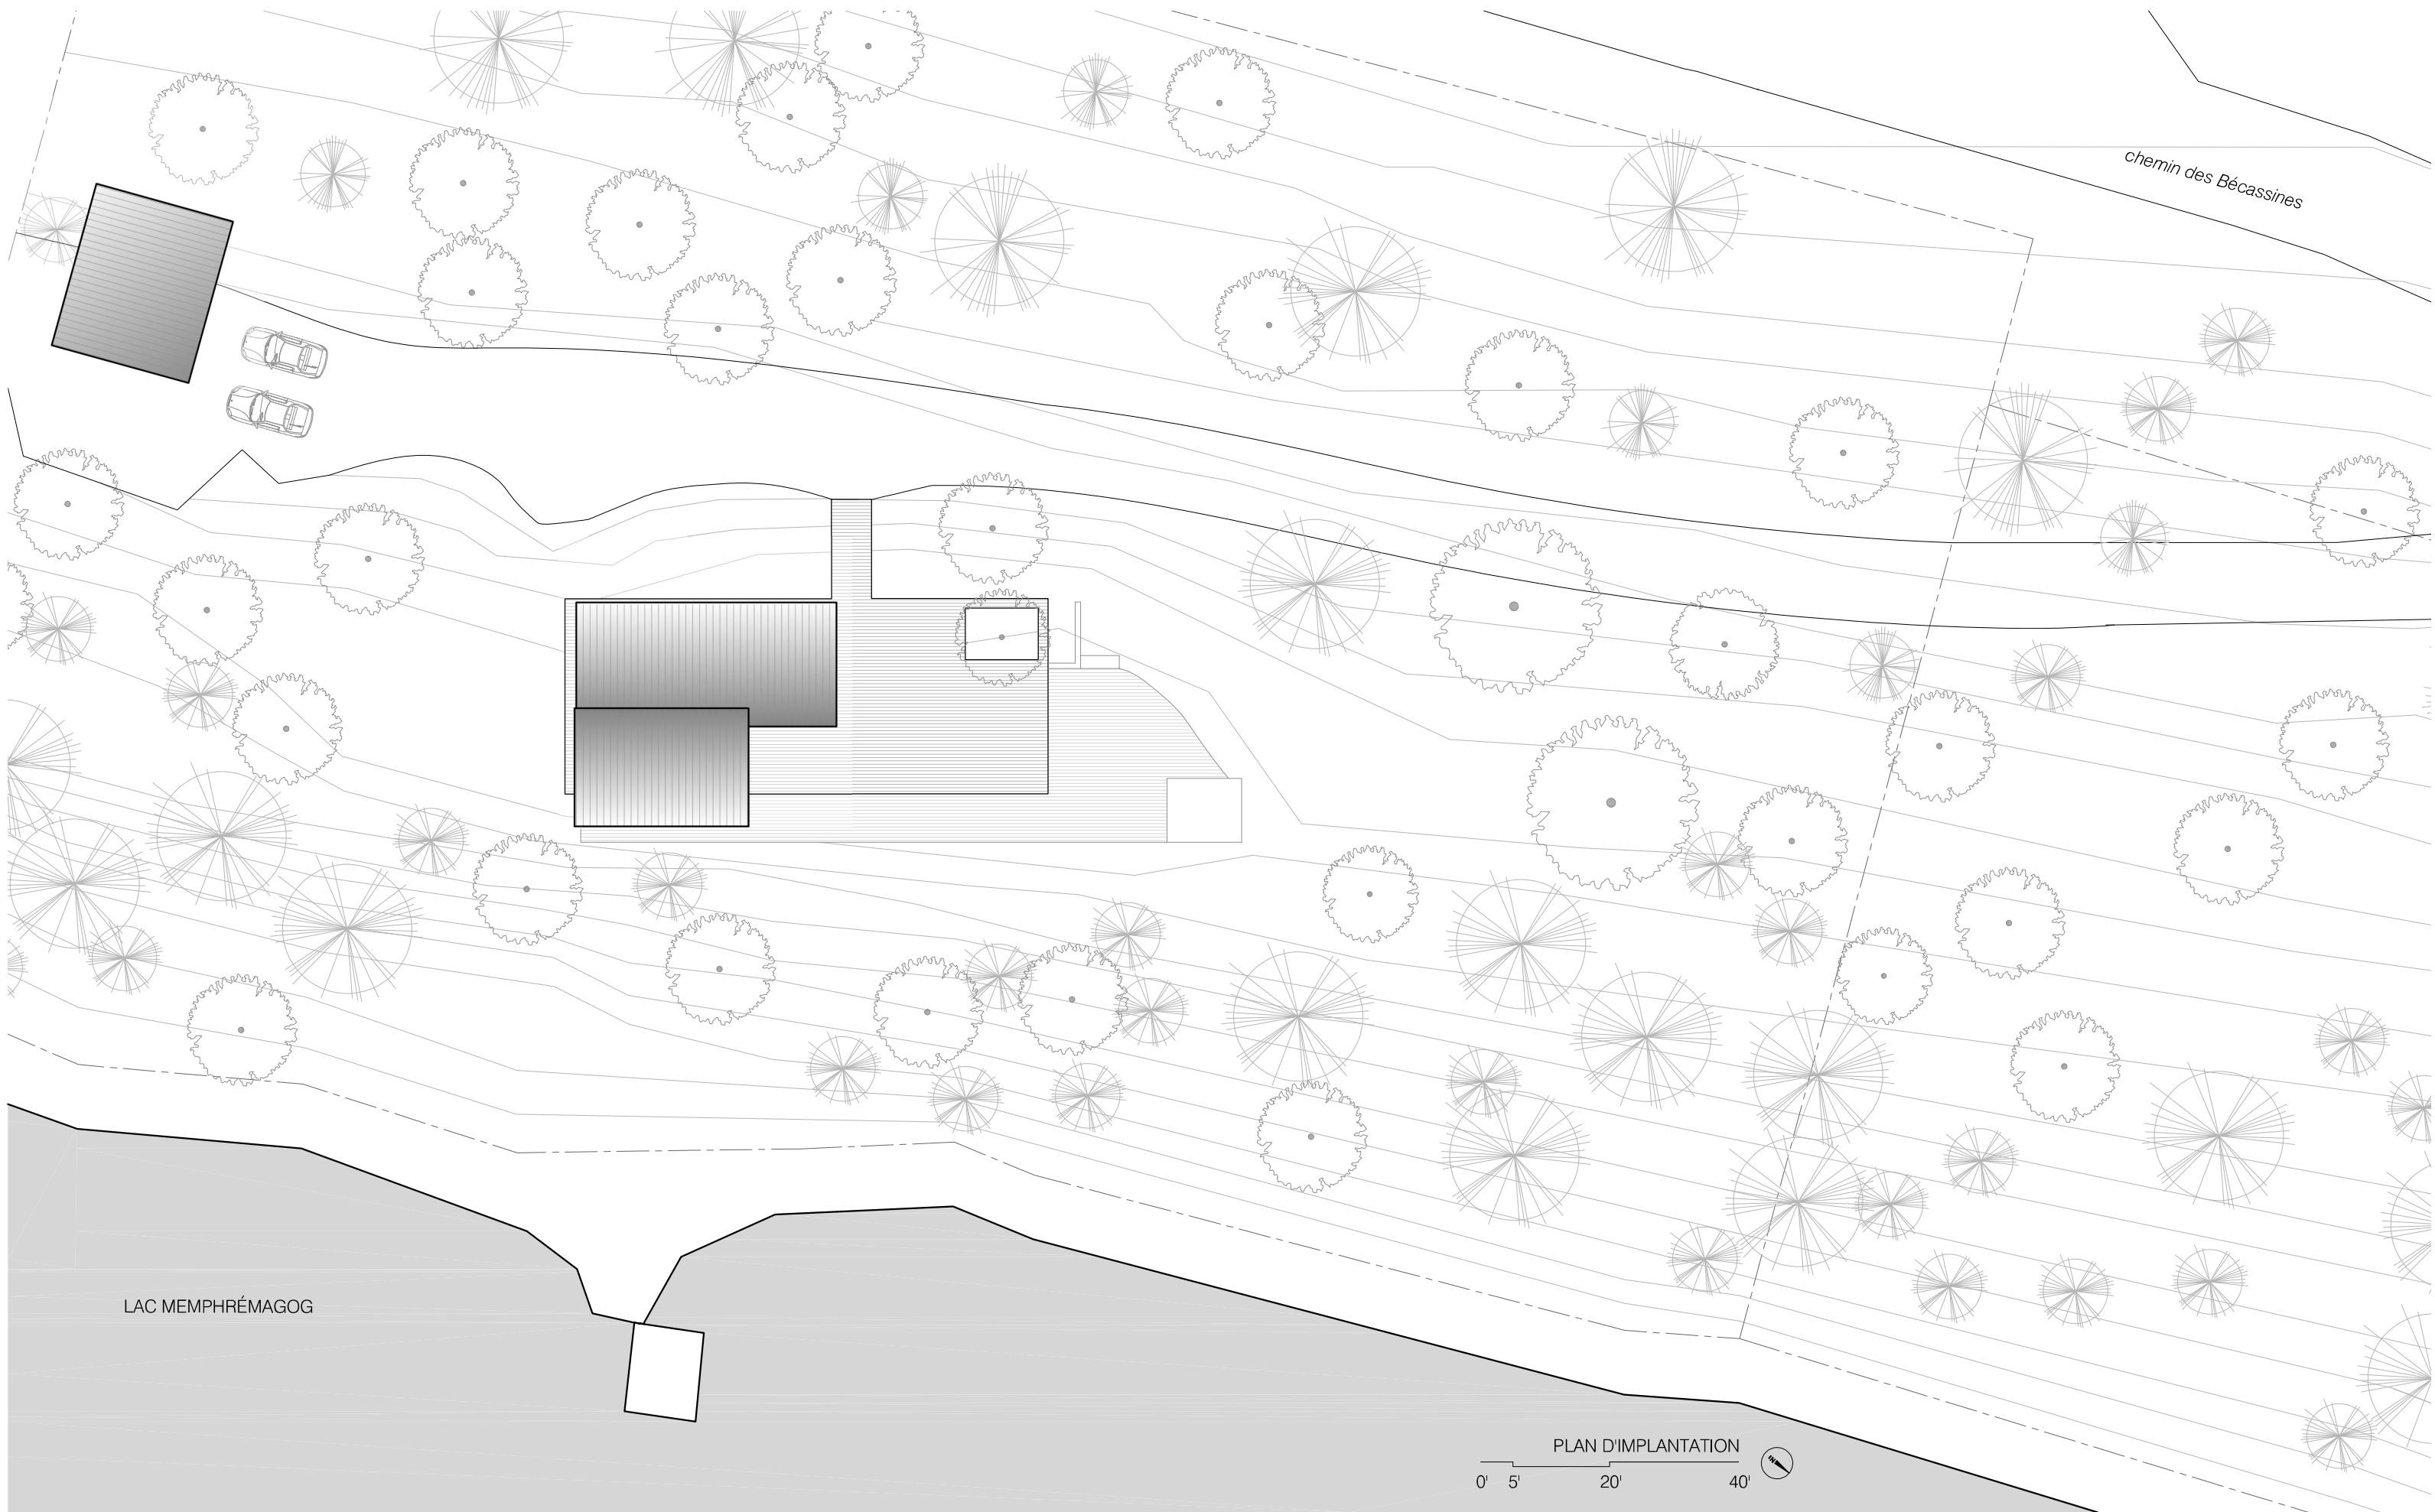 chemin des Bécassines
LAC MEMPHRÉMAGOG
PLAN D'IMPLANTATION
N
0' 5' 20' 40'